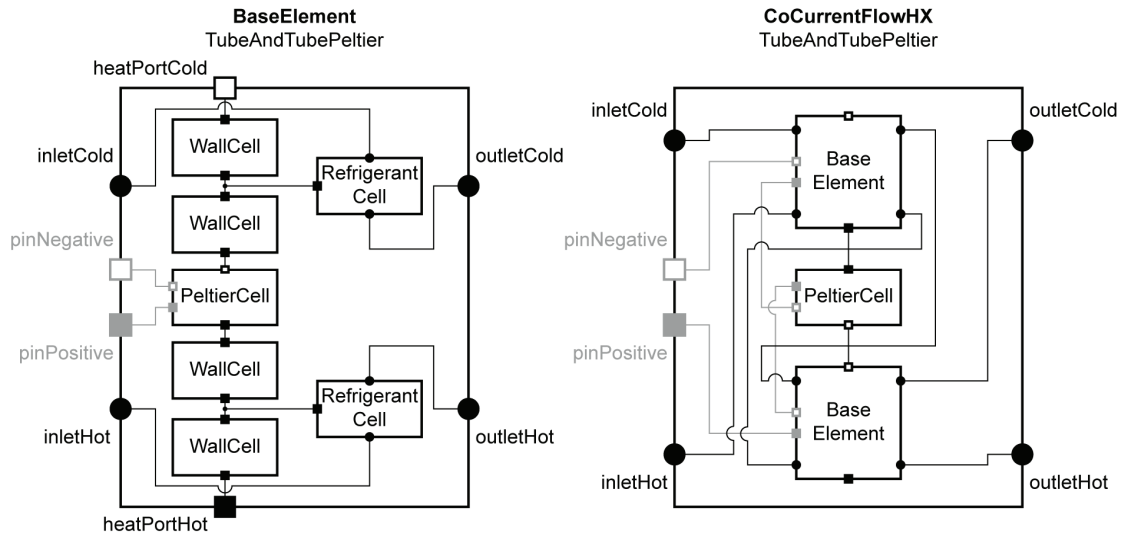 BaseElement
TubeAndTubePeltier
heatPortCold
WallCell
inletCold
outletCold
Refrigerant
Cell
WallCell
pinNegative
PeltierCell
pinPositive
WallCell
Refrigerant
Cell
inletHot
outletHot
WallCell
heatPortHot
CoCurrentFlowHX
TubeAndTubePeltier
inletCold
outletCold
Base
Element
pinNegative
PeltierCell
pinPositive
Base
Element
inletHot
outletHot